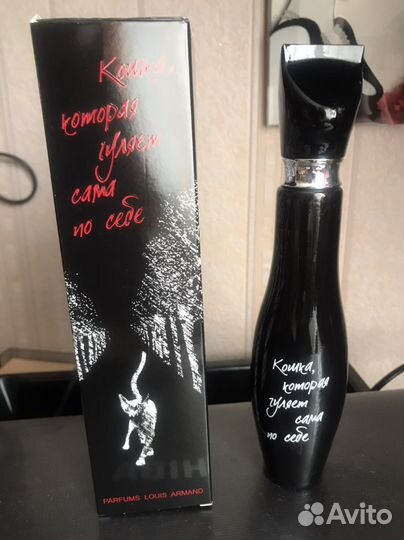 Кошка,
которая
гуляет
сама
по себе
PARFUMS LOUIS ARMAND
Кошка,
которая
гуляет
сама
по себе
Avito